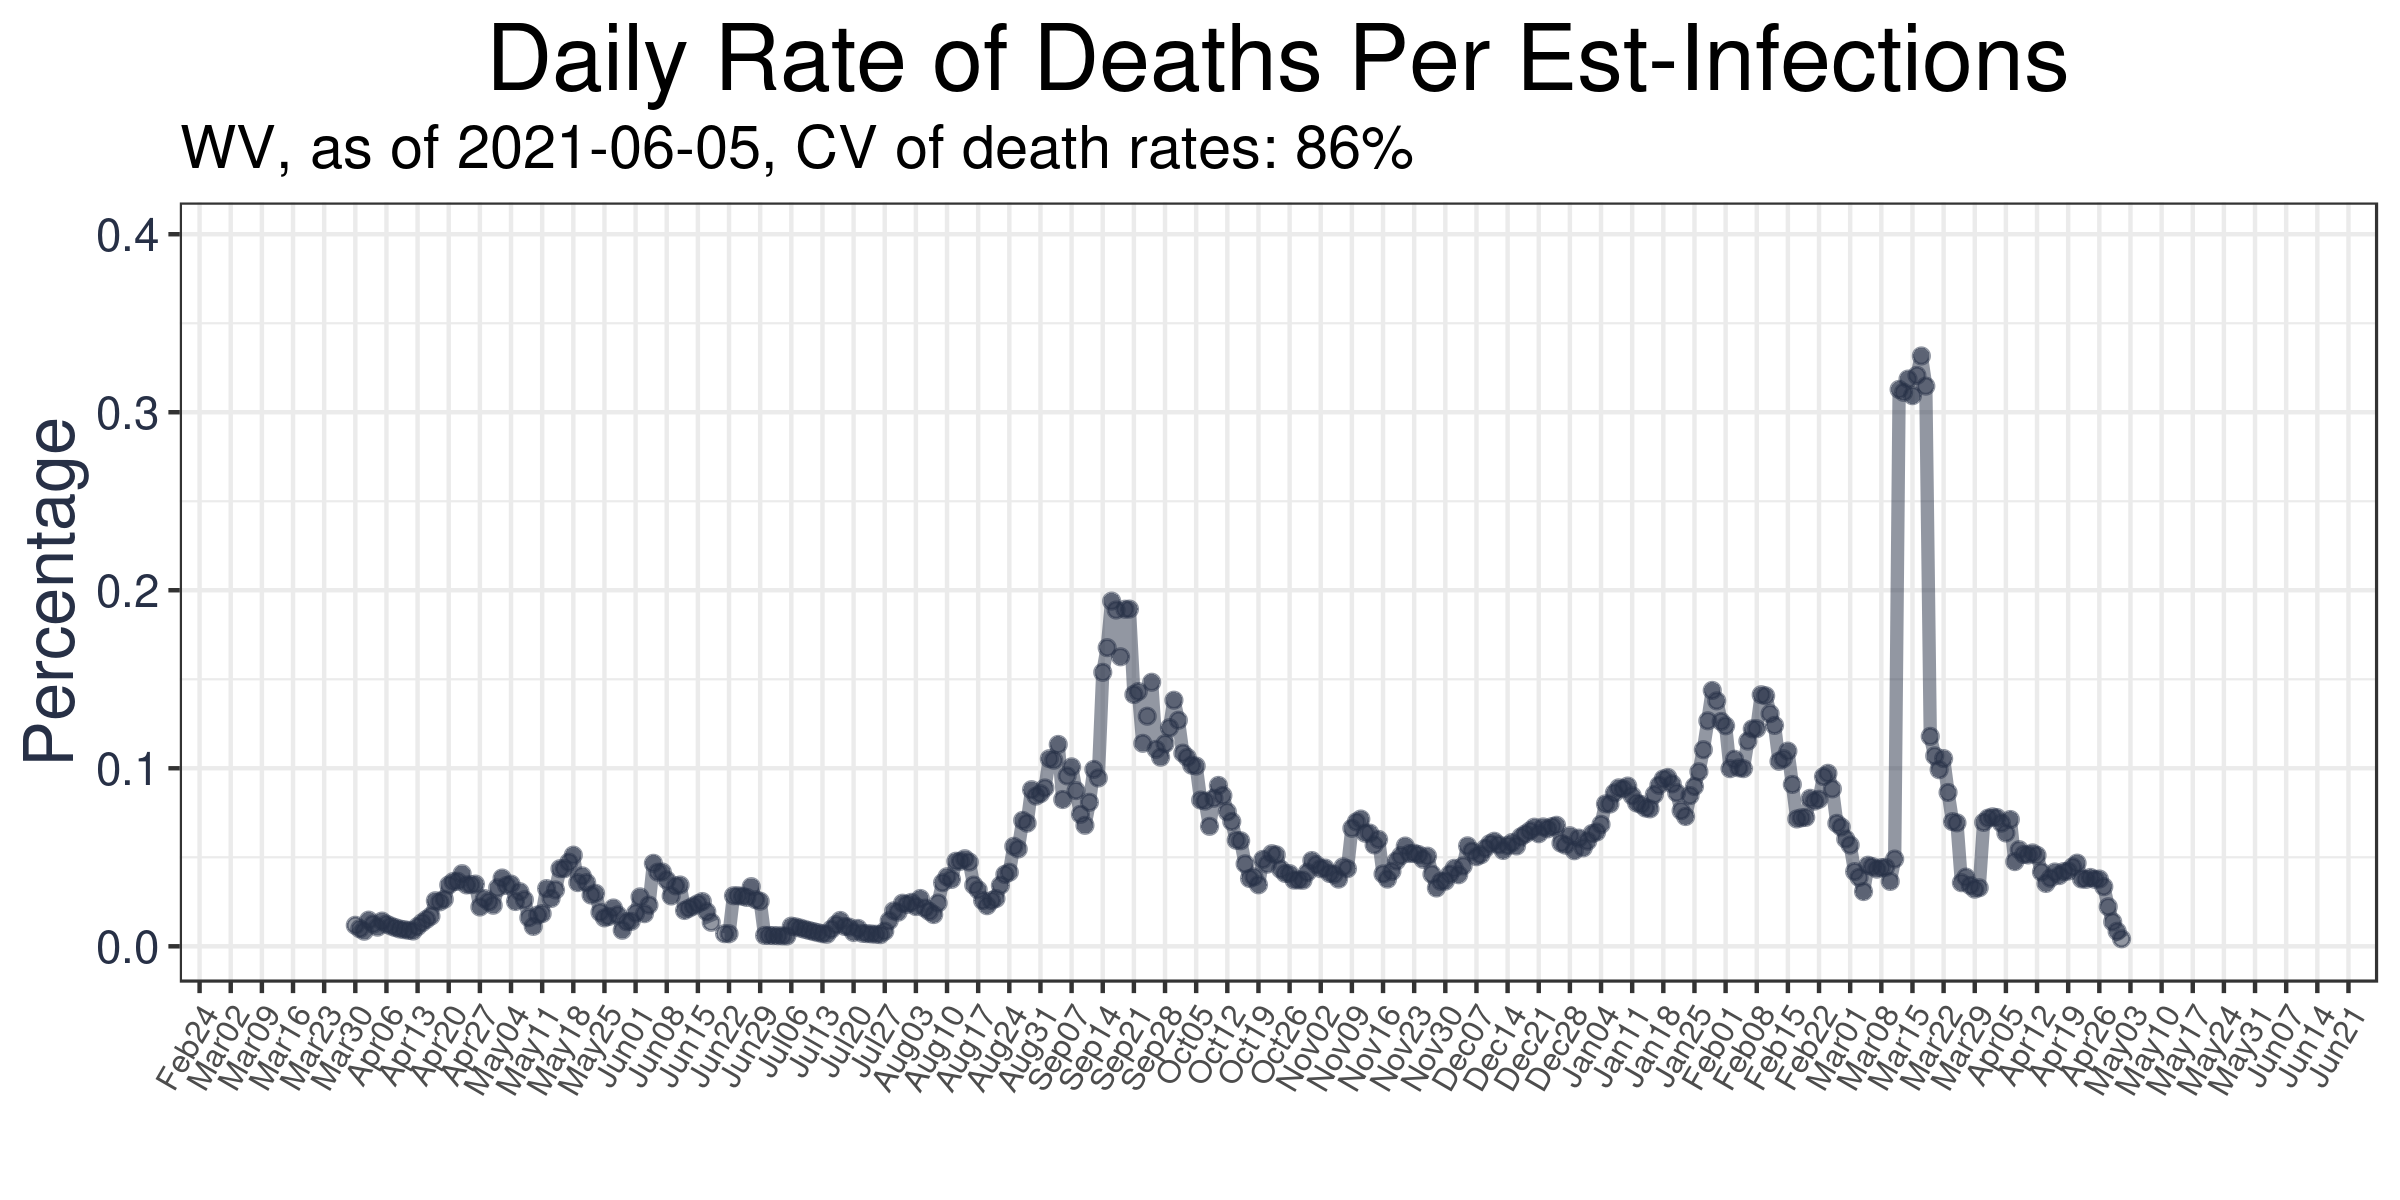 Daily Rate of Deaths Per Est-Infections
WV, as of 2021-06-05, CV of death rates: 86%
Percentage
0.4
0.3
0.2
0.1
0.0
Feb24
Mar02
Mar09
Mar16
Mar23
Mar30
Apr06
Apr13
Apr20
Apr27
May04
May11
May18
May25
Jun01
Jun08
Jun15
Jun22
Jun29
Jul06
Jul13
Jul20
Jul27
Aug03
Aug10
Aug17
Aug24
Aug31
Sep07
Sep14
Sep21
Sep28
Oct05
Oct12
Oct19
Oct26
Nov02
Nov09
Nov16
Nov23
Nov30
Dec07
Dec14
Dec21
Dec28
Jan04
Jan11
Jan18
Jan25
Feb01
Feb08
Feb15
Feb22
Mar01
Mar08
Mar15
Mar22
Mar29
Apr05
Apr12
Apr19
Apr26
May03
May10
May17
May24
May31
Jun07
Jun14
Jun21